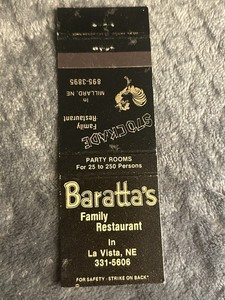 895-3895
MILLARD, NE
In
Restaurant
Family
STOCKADE
The
PARTY ROOMS
For 25 to 250 Persons
Baratta's
Family
Restaurant
In
La Vista, NE
331-5606
FOR SAFETY · STRIKE ON BACK